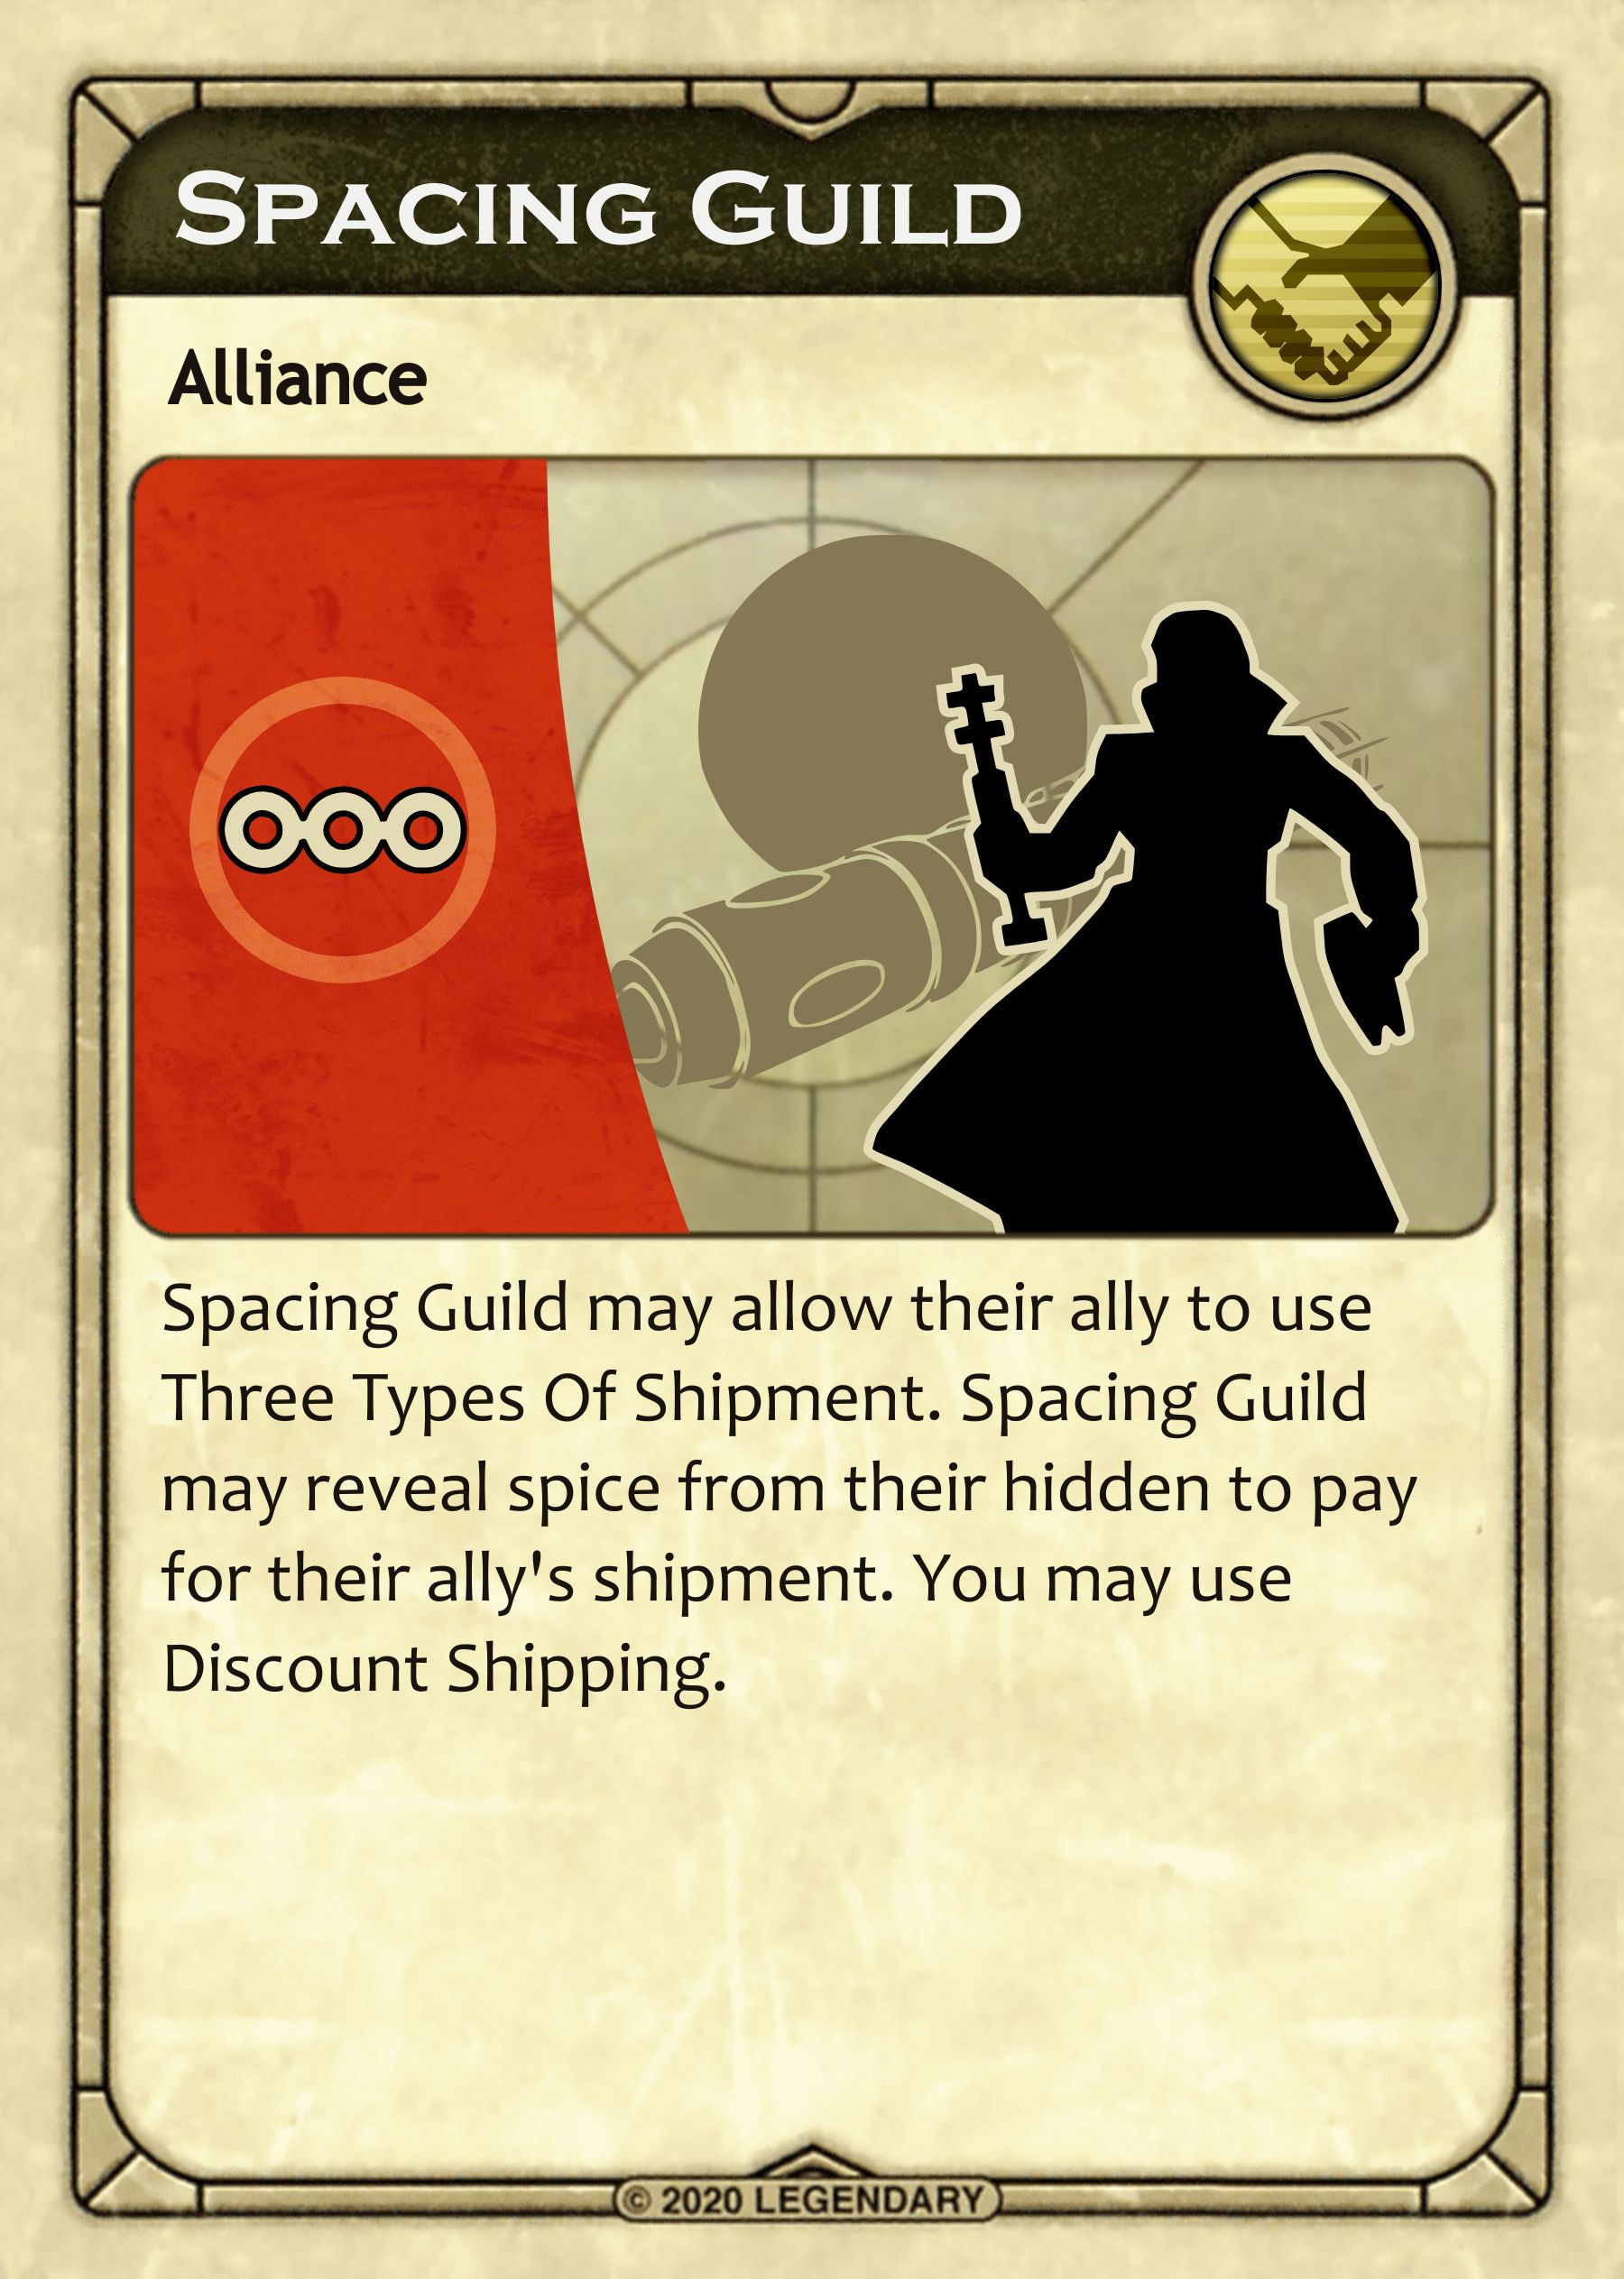 Spacing Guild
Alliance
Spacing Guild may allow their ally to use
Three Types Of Shipment. Spacing Guild
may reveal spice from their hidden to pay
for their ally's shipment. You may use
Discount Shipping.
© 2020 LEGENDARY